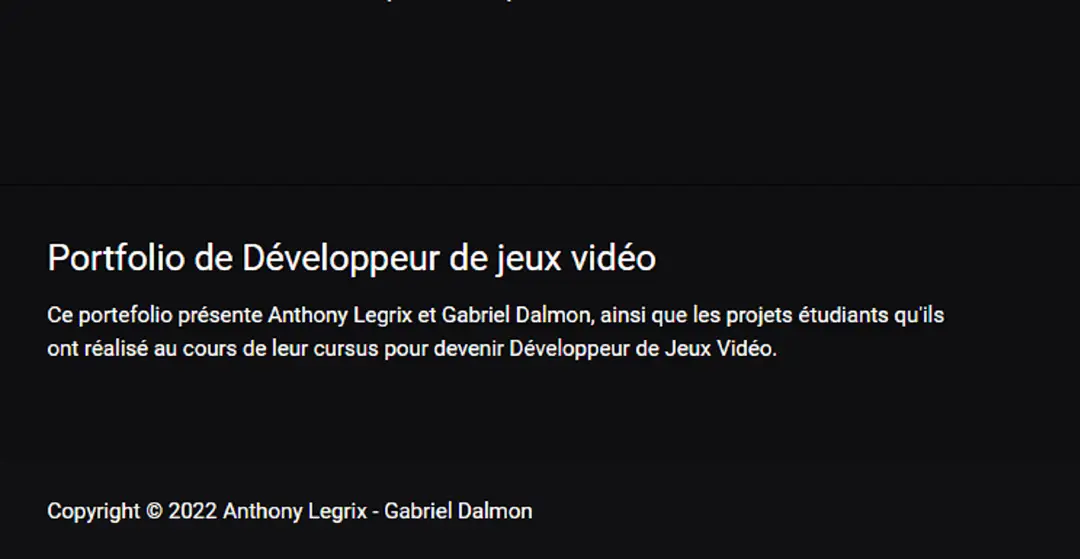 Portfolio de Développeur de jeux vidéo
Ce portefolio présente Anthony Legrix et Gabriel Dalmon, ainsi que les projets étudiants qu'ils
ont réalisé au cours de leur cursus pour devenir Développeur de Jeux Vidéo.
Copyright © 2022 Anthony Legrix - Gabriel Dalmon